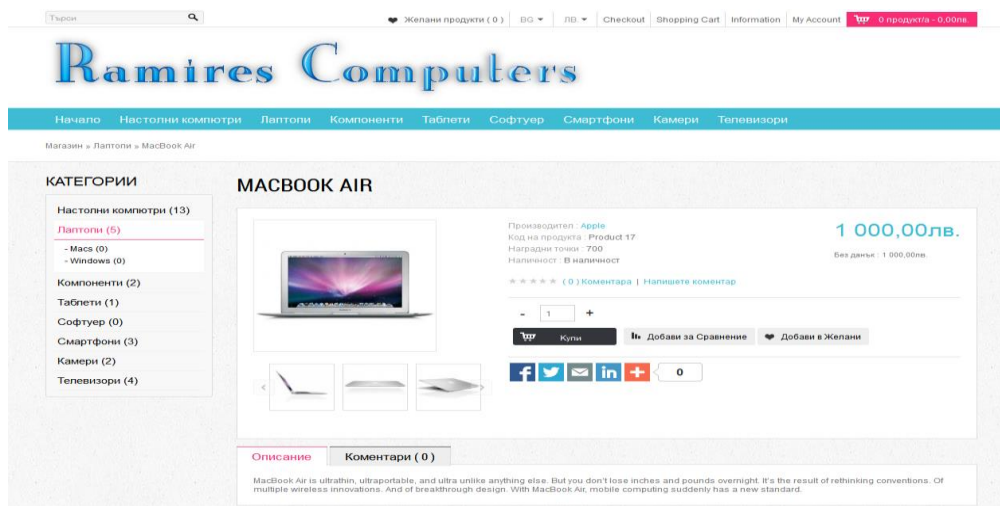 Търси
Желани продукти ( 0 ) BG ЛВ. Checkout Shopping Cart Information My Account 0 продукт/а - 0,00лв.
Ramires Computers
Начало Настолни компютри Лаптопи Компоненти Таблети Софтуер Смартфони Камери Телевизори
Магазин » Лаптопи » MacBook Air
КАТЕГОРИИ
Настолни компютри (13)
Лаптопи (5)
- Macs (0)
- Windows (0)
Компоненти (2)
Таблети (1)
Софтуер (0)
Смартфони (3)
Камери (2)
Телевизори (4)
MACBOOK AIR
Производител : Apple
Код на продукта : Product 17
Наградни точки : 700
Наличност : В наличност
( 0 ) Коментара | Напишете коментар
1 000,00лв.
Без данък : 1 000,00лв.
- 1 +
Купи Добави за Сравнение Добави в Желани
0
Описание Коментари ( 0 )
MacBook Air is ultrathin, ultraportable, and ultra unlike anything else. But you don't lose inches and pounds overnight. It's the result of rethinking conventions. Of
multiple wireless innovations. And of breakthrough design. With MacBook Air, mobile computing suddenly has a new standard.